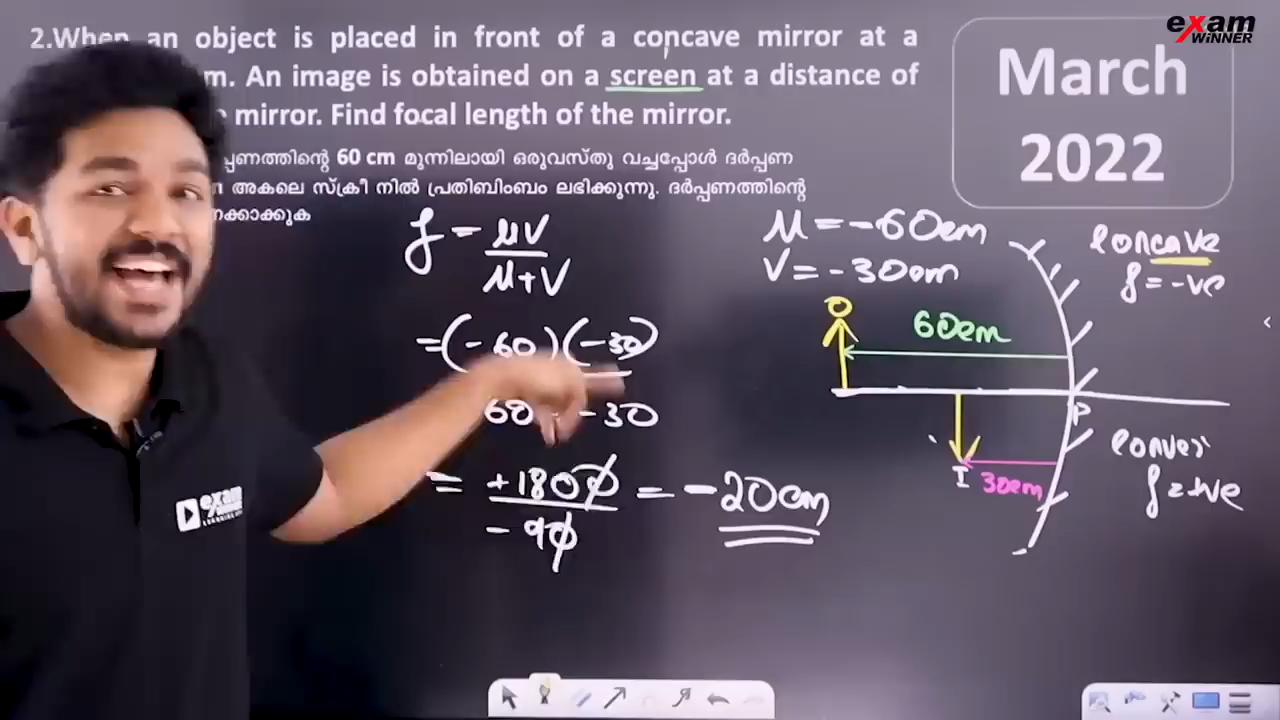 exam
WiNNER
2.When an object is placed in front of a concave mirror at a
m. An image is obtained on a screen at a distance of
mirror. Find focal length of the mirror.
60 cm മുന്നിലായി ഒരുവസ്തു വച്ചപ്പോൾ ദർപ്പണ
അകലെ സ്ക്രീ നിൽ പ്രതിബിംബം ലഭിക്കുന്നു. ദർപ്പണത്തിന്റെ
March
2022
f = uv
u+v
= (-60)(-30)
60 -30
= +1800 = -20cm
-90
u = -60cm
v = -30cm
concave
f = -ve
O
60cm
P
I
30cm
convex
f = +ve
exam